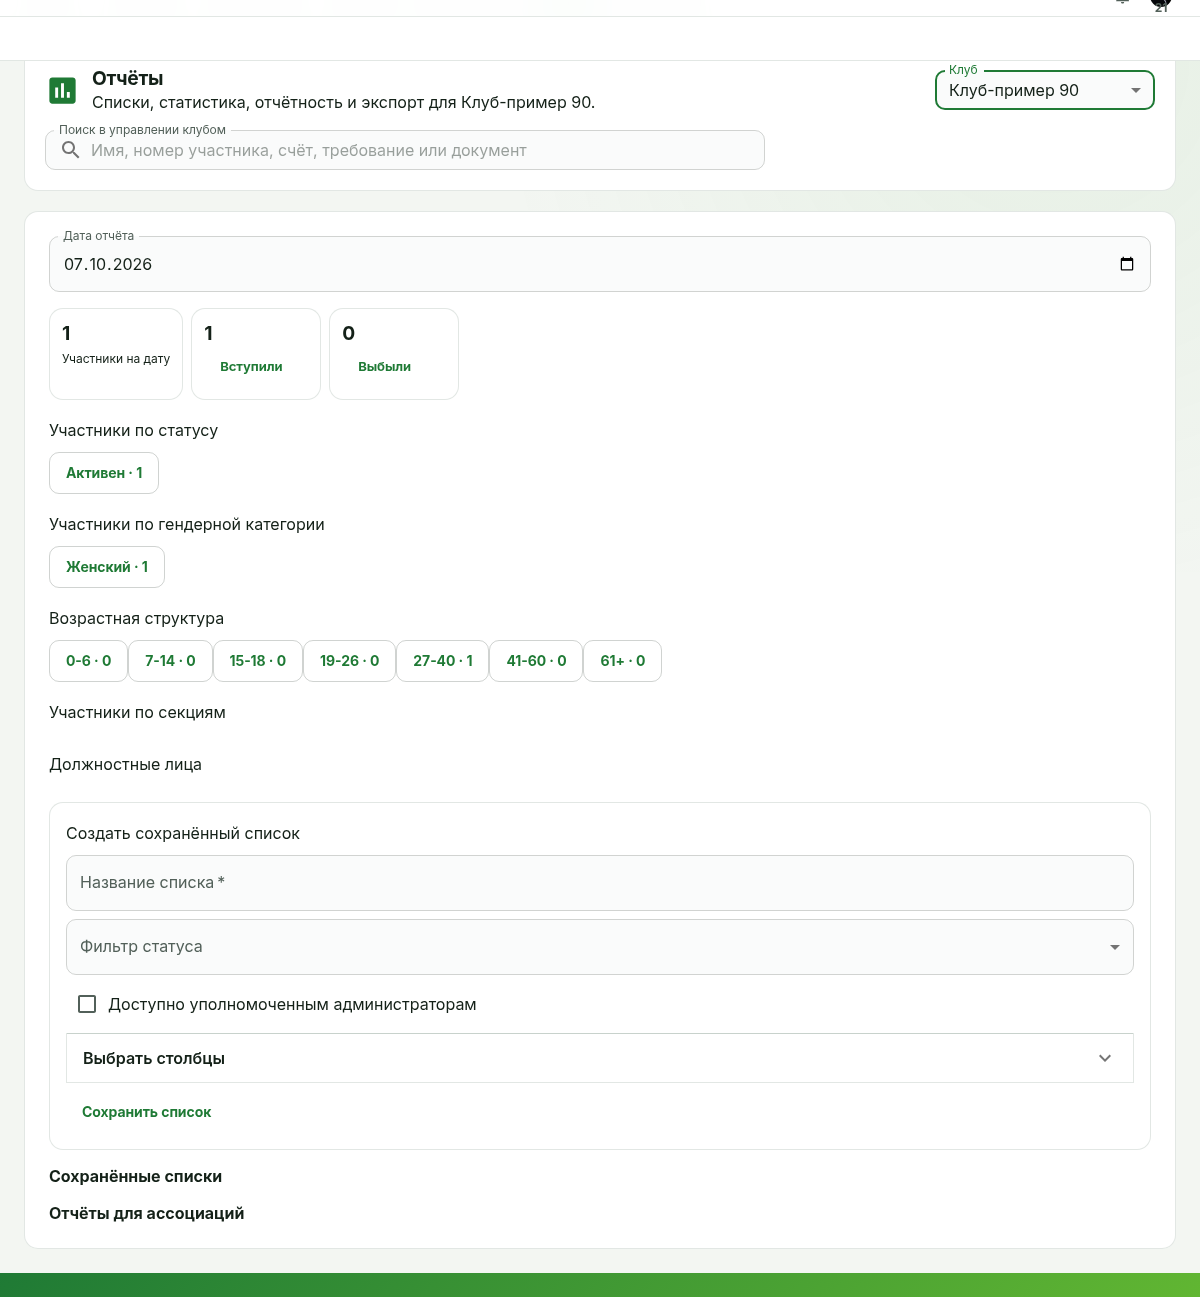 21
Отчёты
Списки, статистика, отчётность и экспорт для Клуб-пример 90.
Клуб
Клуб-пример 90
Поиск в управлении клубом
Имя, номер участника, счёт, требование или документ
Дата отчёта
07.10.2026
1
Участники на дату
1
Вступили
0
Выбыли
Участники по статусу
Активен · 1
Участники по гендерной категории
Женский · 1
Возрастная структура
0-6 · 0
7-14 · 0
15-18 · 0
19-26 · 0
27-40 · 1
41-60 · 0
61+ · 0
Участники по секциям
Должностные лица
Создать сохранённый список
Название списка *
Фильтр статуса
Доступно уполномоченным администраторам
Выбрать столбцы
Сохранить список
Сохранённые списки
Отчёты для ассоциаций